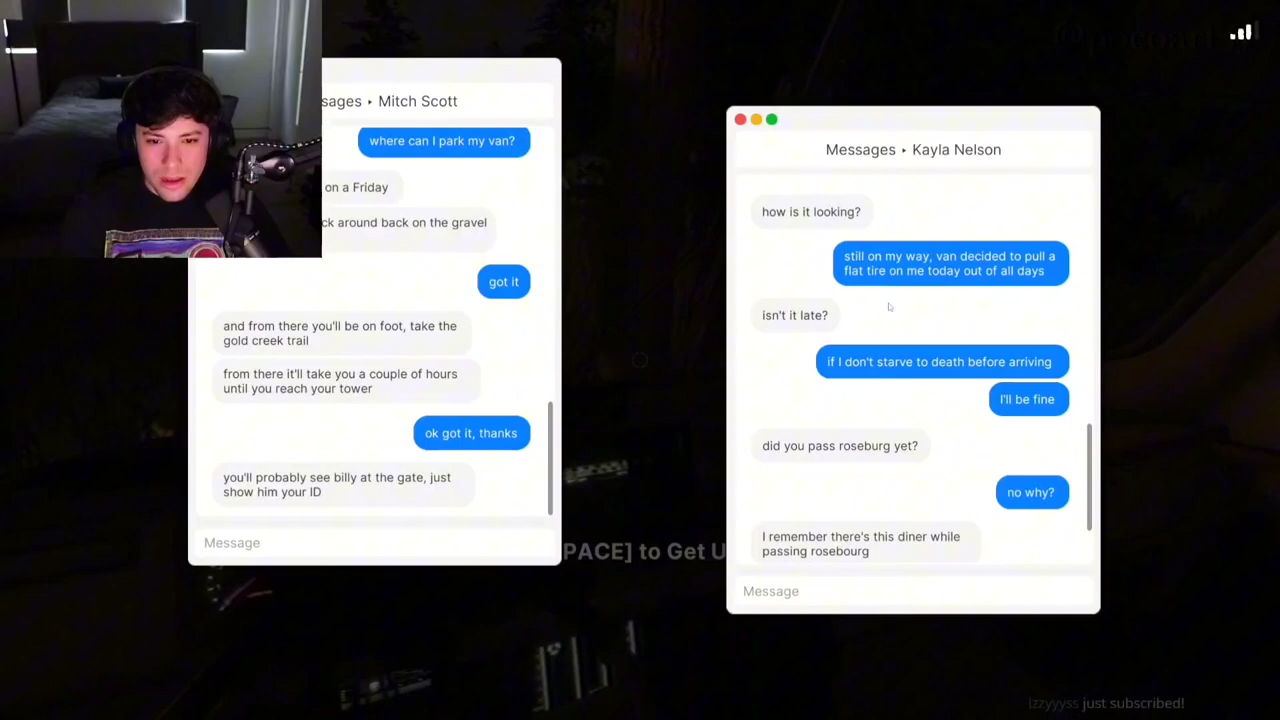 sages ▸ Mitch Scott
where can I park my van?
on a Friday
ck around back on the gravel
got it
and from there you'll be on foot, take the
gold creek trail
from there it'll take you a couple of hours
until you reach your tower
ok got it, thanks
you'll probably see billy at the gate, just
show him your ID
Message
PACE] to Get U
Messages ▸ Kayla Nelson
how is it looking?
still on my way, van decided to pull a
flat tire on me today out of all days
isn't it late?
if I don't starve to death before arriving
I'll be fine
did you pass roseburg yet?
no why?
I remember there's this diner while
passing rosebourg
Message
izzyyyss just subscribed!